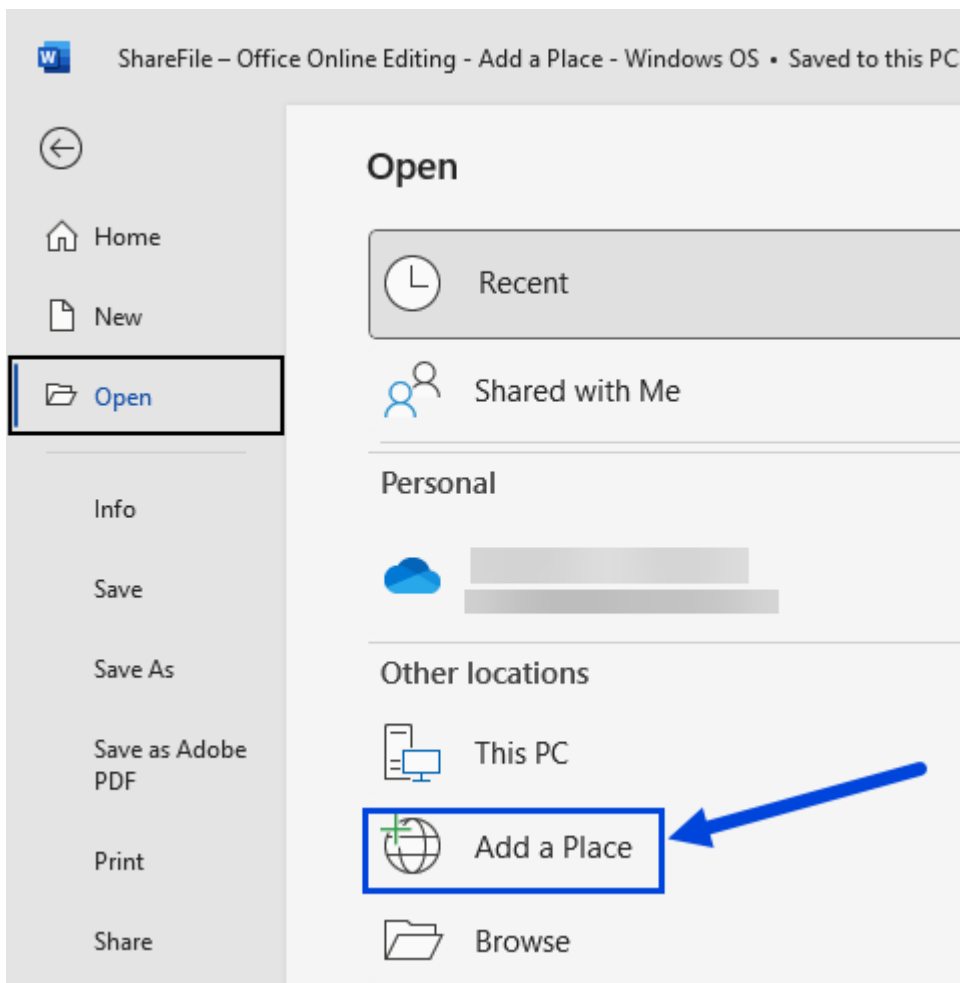 W
ShareFile – Office Online Editing - Add a Place - Windows OS • Saved to this PC
Home
New
Open
Info
Save
Save As
Save as Adobe
PDF
Print
Share
Open
Recent
Shared with Me
Personal
Other locations
This PC
Add a Place
Browse